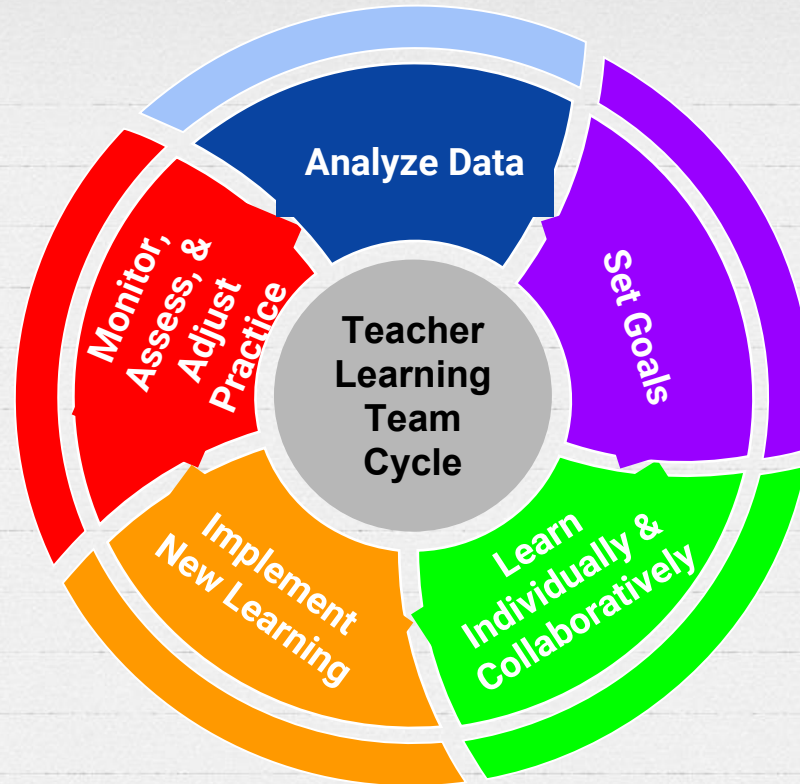 Analyze Data
Set Goals
Learn
Individually &
Collaboratively
Implement
New Learning
Monitor,
Assess, &
Adjust
Practice
Teacher
Learning
Team
Cycle